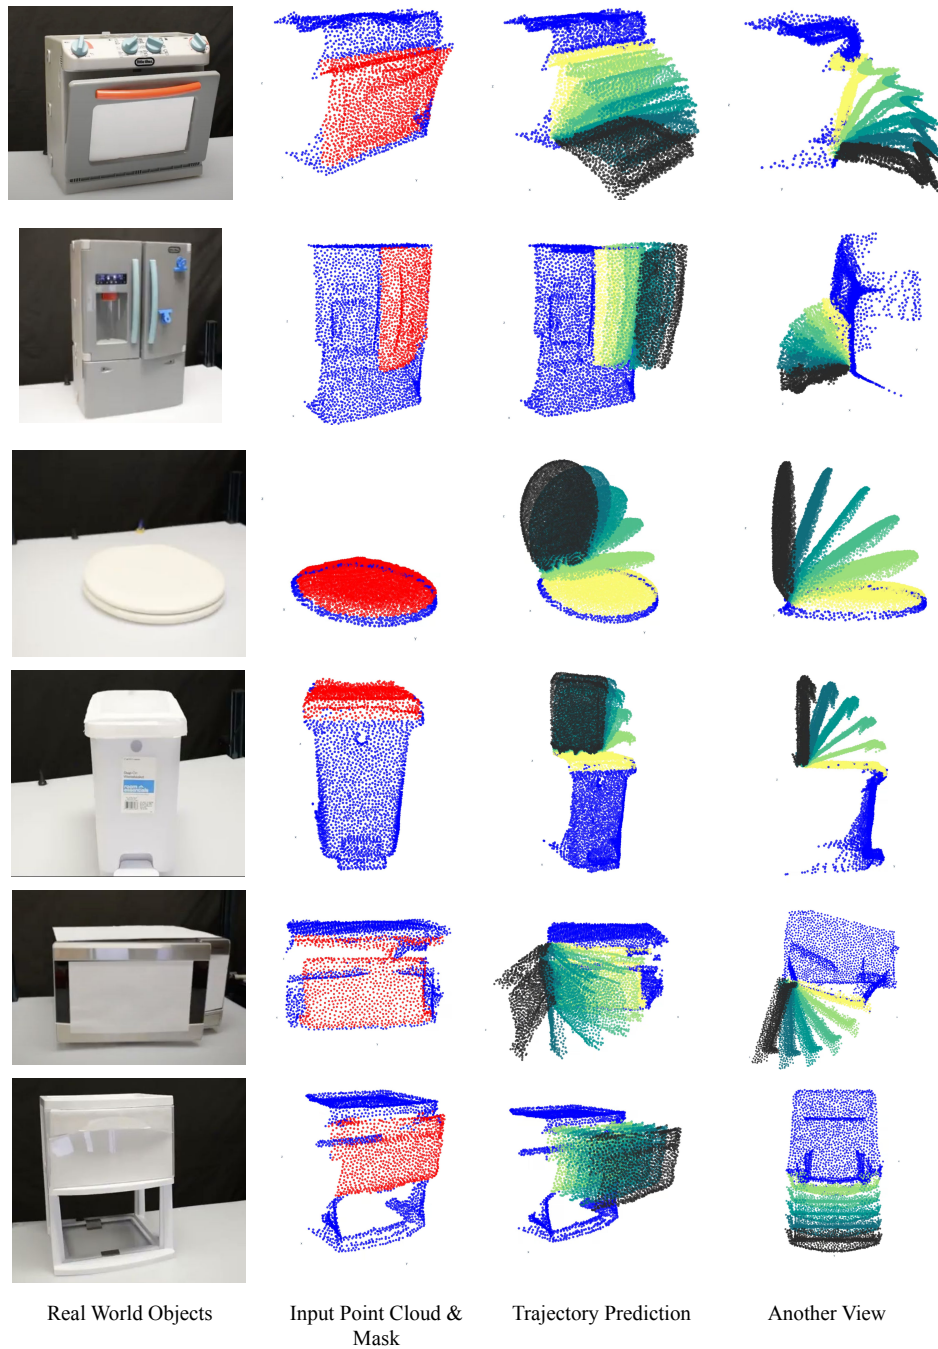 Real World Objects
Input Point Cloud &
Mask
Trajectory Prediction
Another View